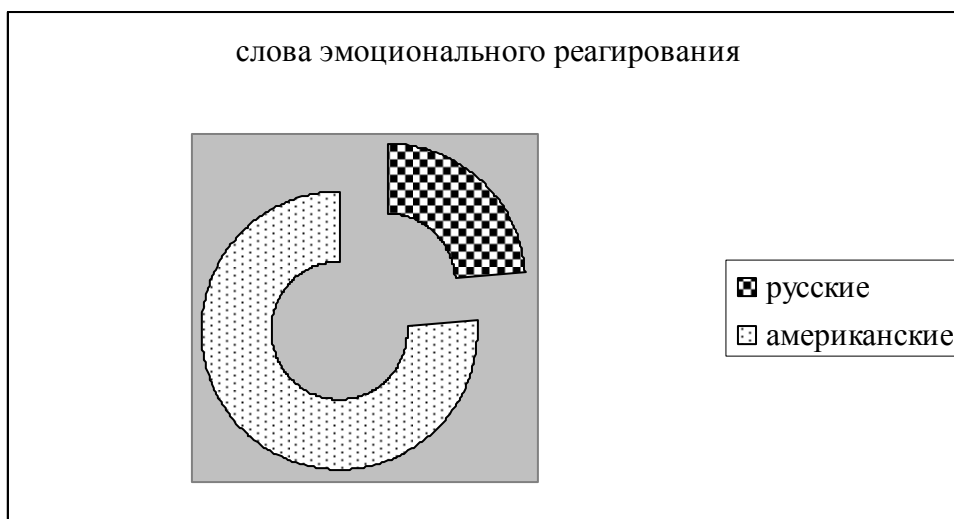 слова эмоционального реагирования
русские
американские